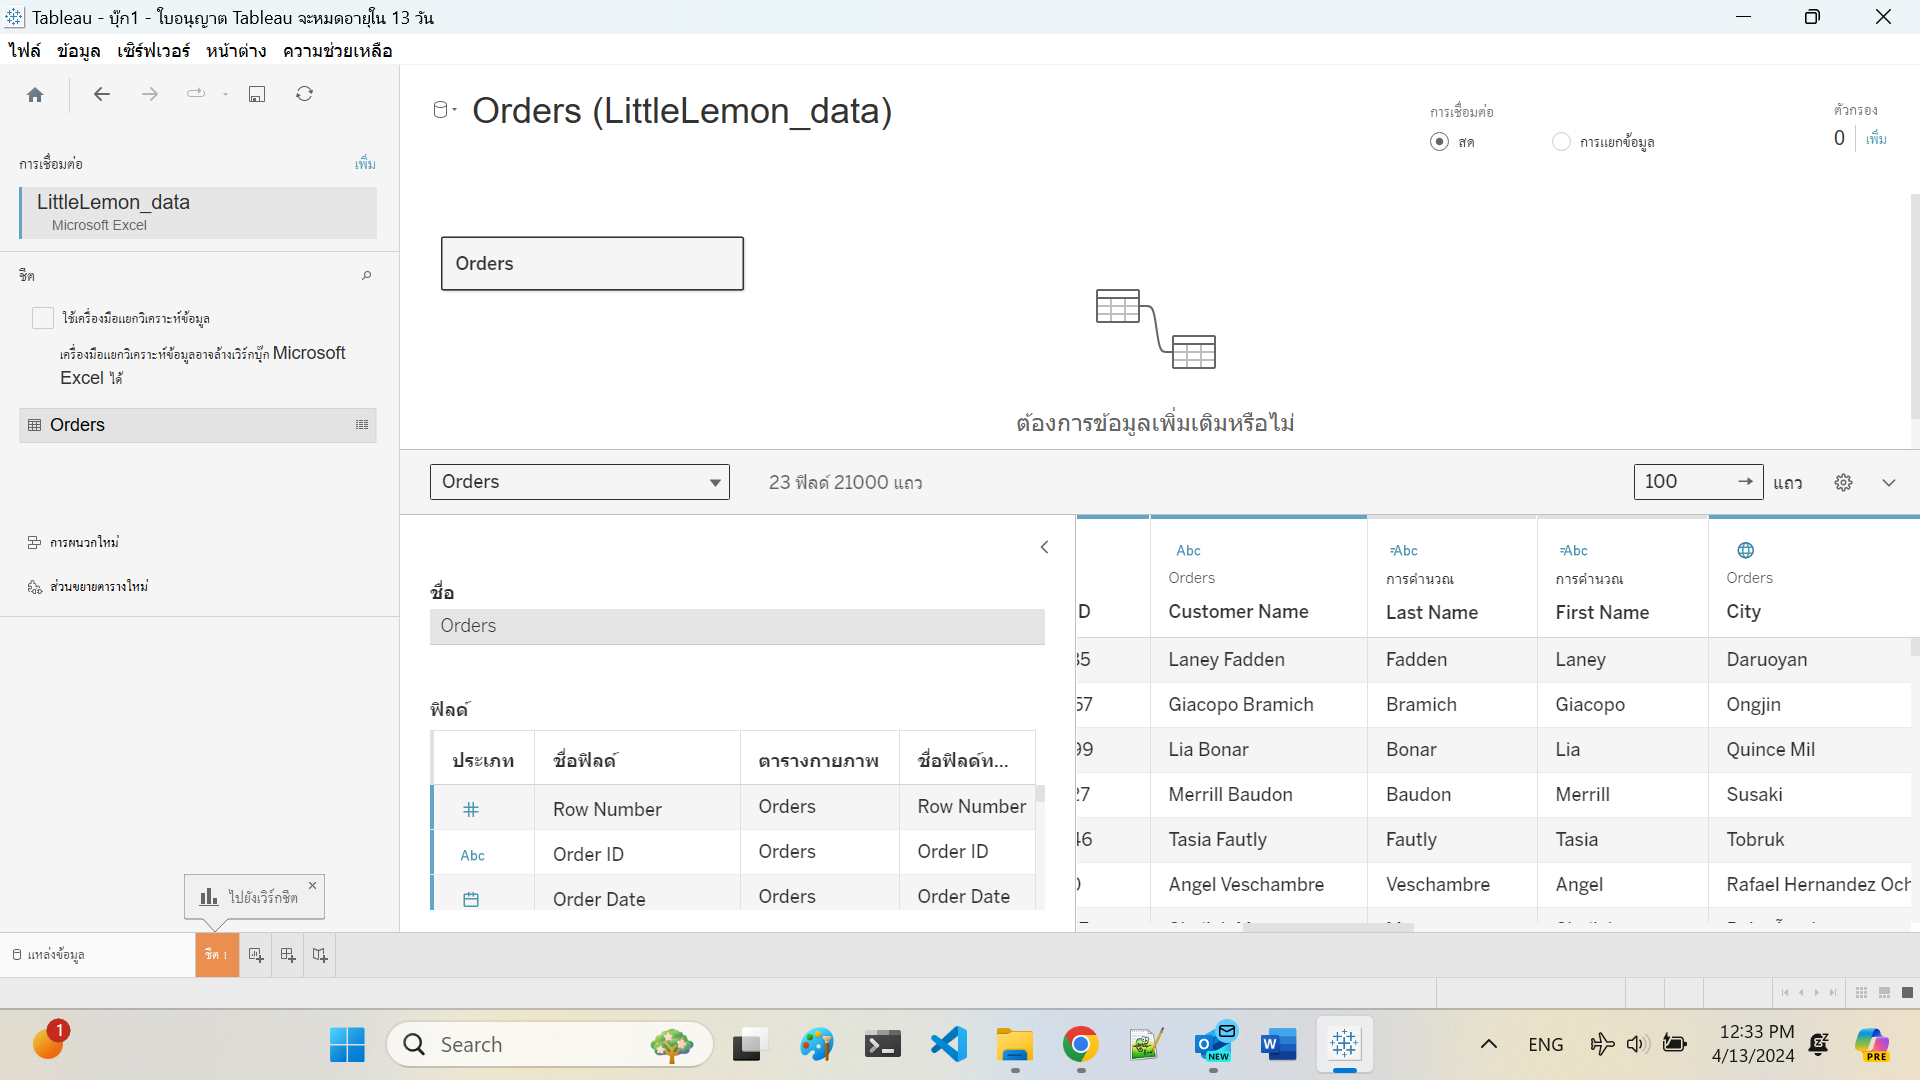 Tableau - บุ๊ก1 - ใบอนุญาต Tableau จะหมดอายุใน 13 วัน
ไฟล์ ข้อมูล เซิร์ฟเวอร์ หน้าต่าง ความช่วยเหลือ
Orders (LittleLemon_data)
การเชื่อมต่อ
สด การแยกข้อมูล
ตัวกรอง
0 เพิ่ม
การเชื่อมต่อ เพิ่ม
LittleLemon_data
Microsoft Excel
ชีต
ใช้เครื่องมือแยกวิเคราะห์ข้อมูล
เครื่องมือแยกวิเคราะห์ข้อมูลอาจล้างเวิร์กบุ๊ก Microsoft
Excel ได้
Orders
การผนวกใหม่
ส่วนขยายตารางใหม่
Orders
ต้องการข้อมูลเพิ่มเติมหรือไม่
Orders 23 ฟิลด์ 21000 แถว 100 แถว
ชื่อ
Orders
ฟิลด์
ประเภท ชื่อฟิลด์ ตารางกายภาพ ชื่อฟิลด์ท...
Row Number Orders Row Number
Abc Order ID Orders Order ID
Order Date Orders Order Date
Abc =Abc =Abc
Orders การคำนวณ การคำนวณ Orders
D Customer Name Last Name First Name City
35 Laney Fadden Fadden Laney Daruoyan
57 Giacopo Bramich Bramich Giacopo Ongjin
99 Lia Bonar Bonar Lia Quince Mil
27 Merrill Baudon Baudon Merrill Susaki
46 Tasia Fautly Fautly Tasia Tobruk
Angel Veschambre Veschambre Angel Rafael Hernandez Och
ไปยังเวิร์กชีต
แหล่งข้อมูล ชีต 1
1
Search
NEW
W
ENG
12:33 PM
4/13/2024
PRE